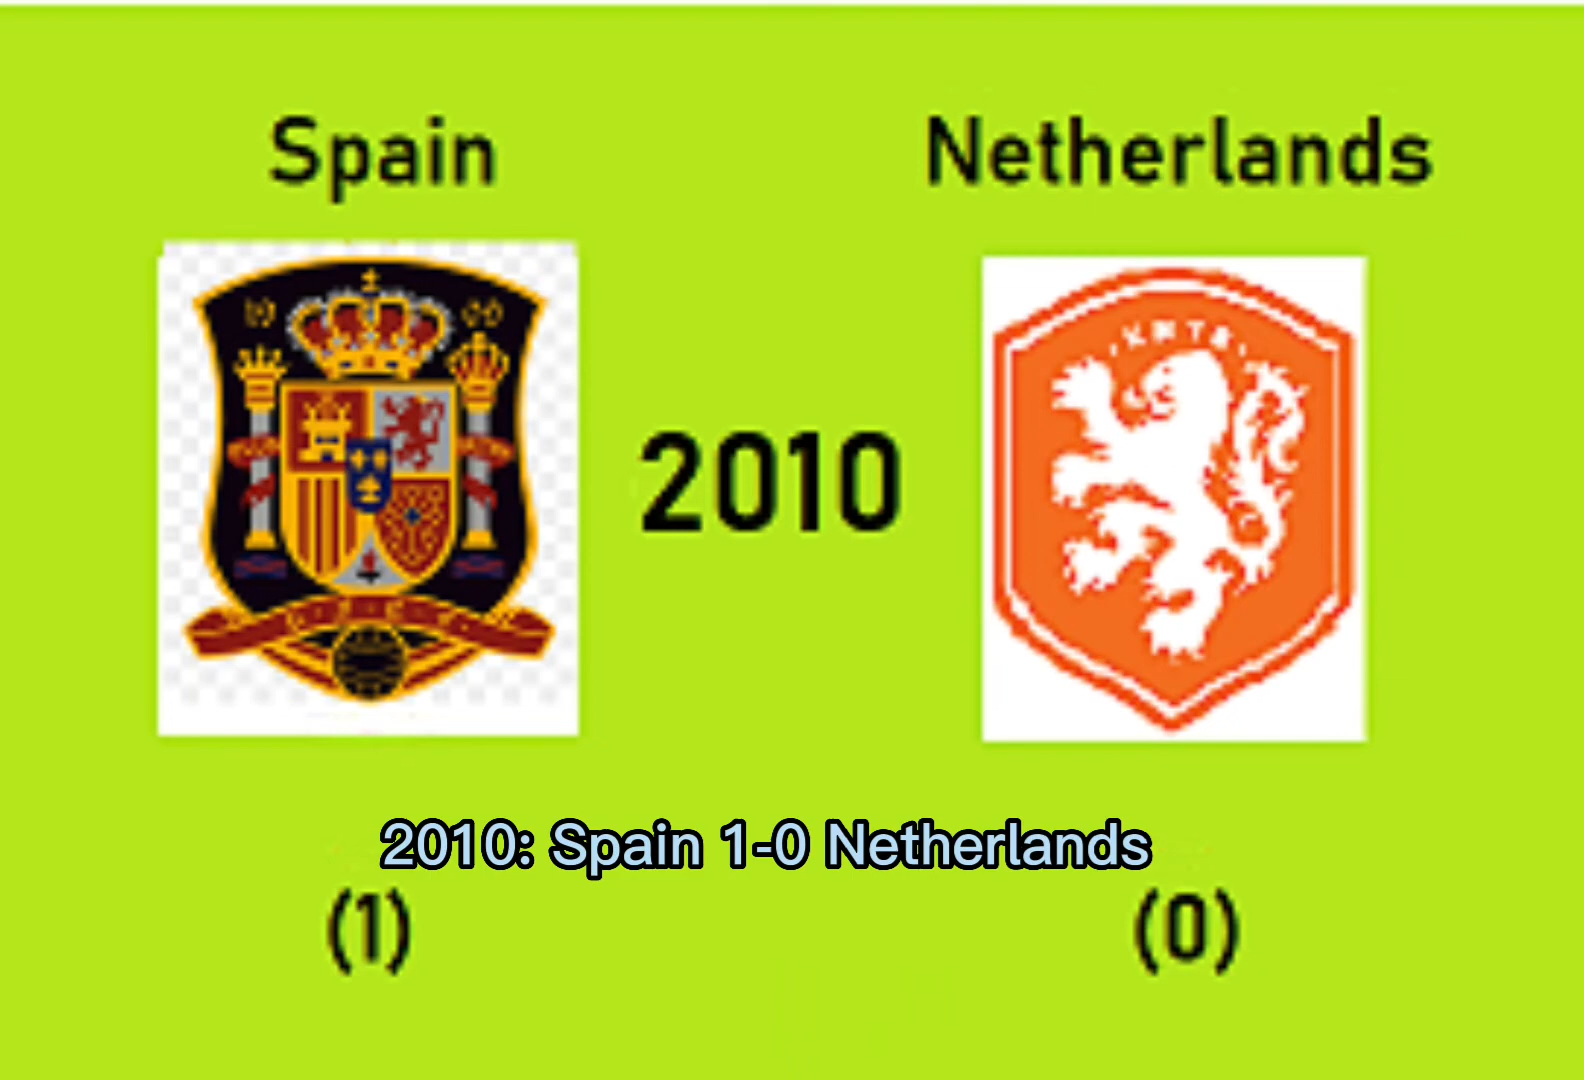 Spain
Netherlands
2010
2010: Spain 1-0 Netherlands
(1)
(0)